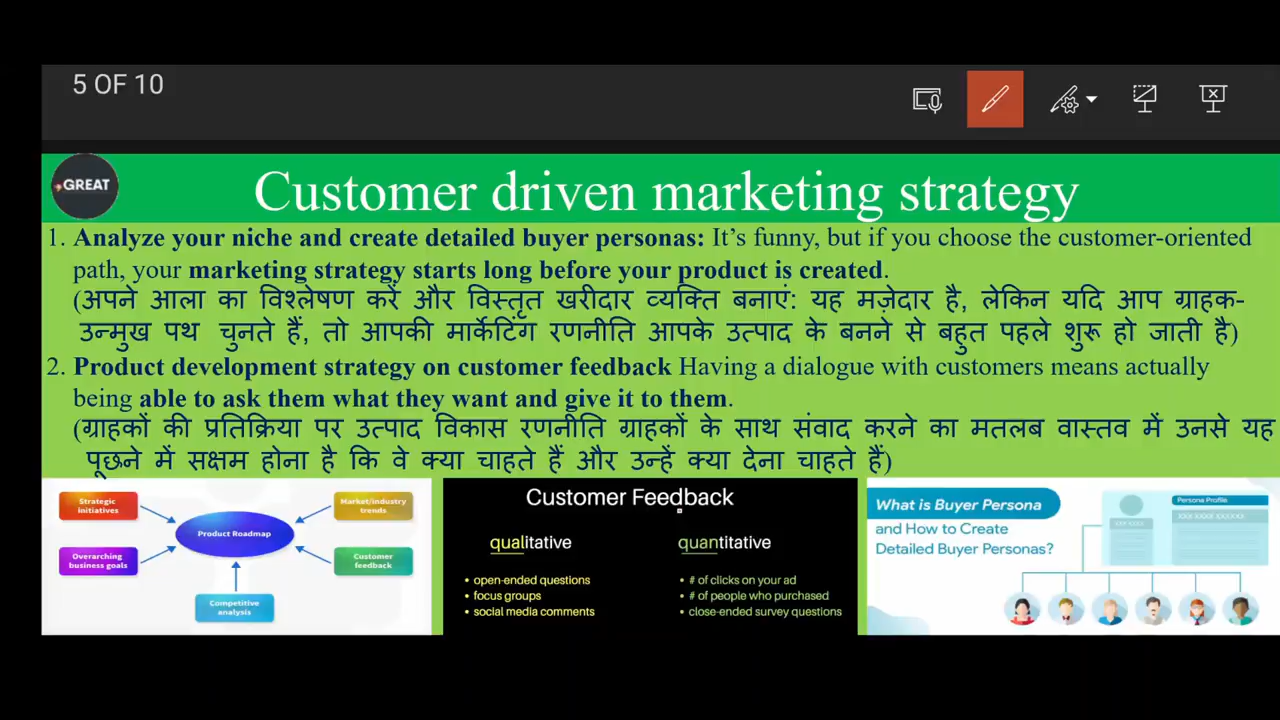 5 OF 10
GREAT
Customer driven marketing strategy
1. Analyze your niche and create detailed buyer personas: It’s funny, but if you choose the customer-oriented
path, your marketing strategy starts long before your product is created.
(अपने आला का विश्लेषण करें और विस्तृत खरीदार व्यक्ति बनाएं: यह मज़ेदार है, लेकिन यदि आप ग्राहक-
उन्मुख पथ चुनते हैं, तो आपकी मार्केटिंग रणनीति आपके उत्पाद के बनने से बहुत पहले शुरू हो जाती है)
2. Product development strategy on customer feedback Having a dialogue with customers means actually
being able to ask them what they want and give it to them.
(ग्राहकों की प्रतिक्रिया पर उत्पाद विकास रणनीति ग्राहकों के साथ संवाद करने का मतलब वास्तव में उनसे यह
पूछने में सक्षम होना है कि वे क्या चाहते हैं और उन्हें क्या देना चाहते हैं)
Strategic
initiatives
Market/industry
trends
Product Roadmap
Overarching
business goals
Customer
feedback
Competitive
analysis
Customer Feedback
qualitative
• open-ended questions
• focus groups
• social media comments
quantitative
• # of clicks on your ad
• # of people who purchased
• close-ended survey questions
What is Buyer Persona
and How to Create
Detailed Buyer Personas?
Persona Profile